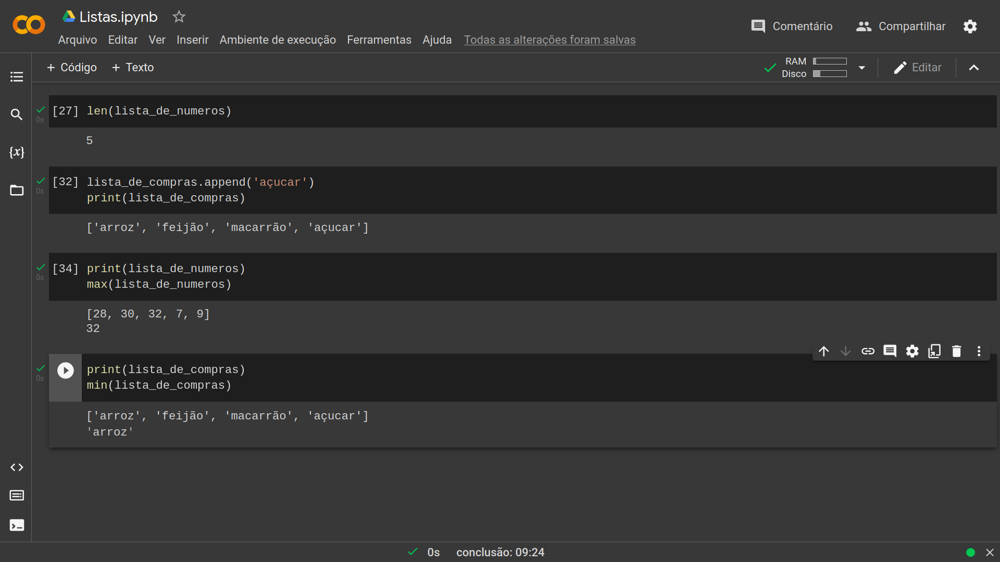 Listas.ipynb
Comentário Compartilhar
Arquivo Editar Ver Inserir Ambiente de execução Ferramentas Ajuda Todas as alterações foram salvas
+ Código + Texto
RAM
Disco
Editar
[27] len(lista_de_numeros)
0s
5
{x}
[32] lista_de_compras.append('açucar')
0s
print(lista_de_compras)
['arroz', 'feijão', 'macarrão', 'açucar']
[34] print(lista_de_numeros)
0s
max(lista_de_numeros)
[28, 30, 32, 7, 9]
32
print(lista_de_compras)
0s
min(lista_de_compras)
['arroz', 'feijão', 'macarrão', 'açucar']
'arroz'
0s conclusão: 09:24